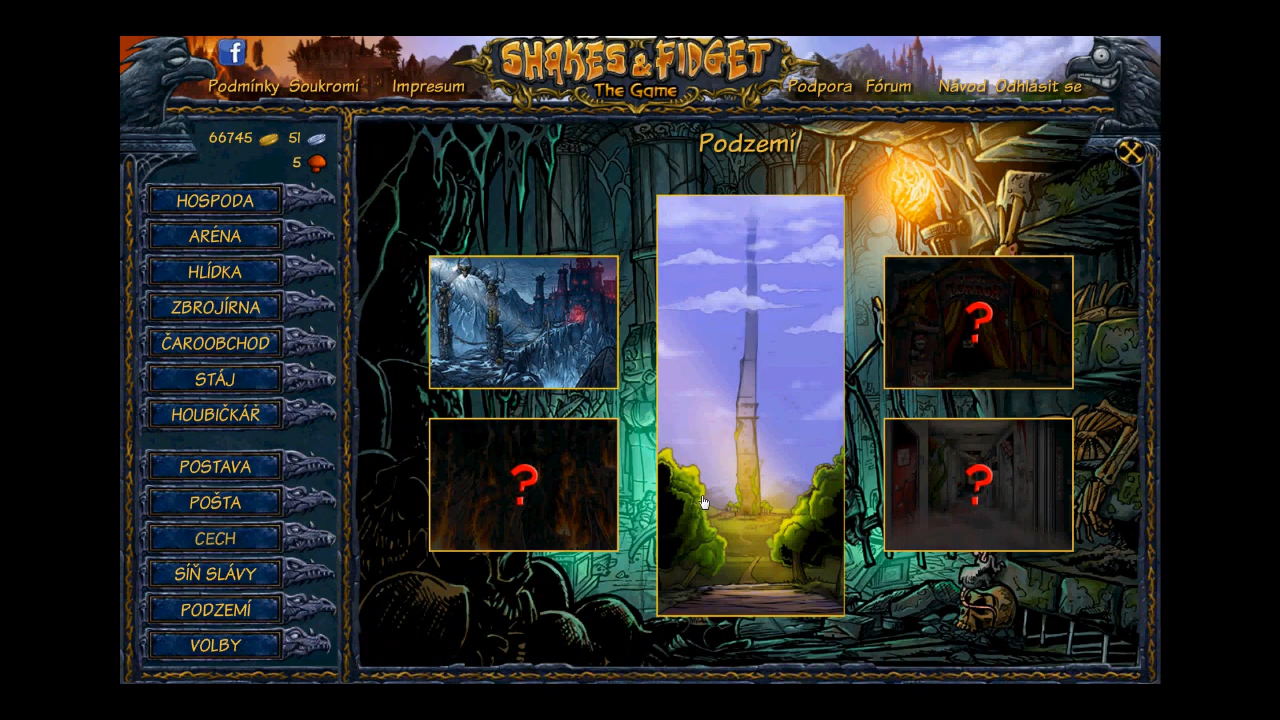 f
SHAKES & FIDGET
The Game
Podmínky Soukromí Impresum
Podpora Fórum Návod Odhlásit se
66745 51
5
Podzemí
HOSPODA
ARÉNA
HLÍDKA
ZBROJÍRNA
ČAROOBCHOD
STÁJ
HOUBIČKÁŘ
POSTAVA
POŠTA
CECH
SÍŇ SLÁVY
PODZEMÍ
VOLBY
?
?
?